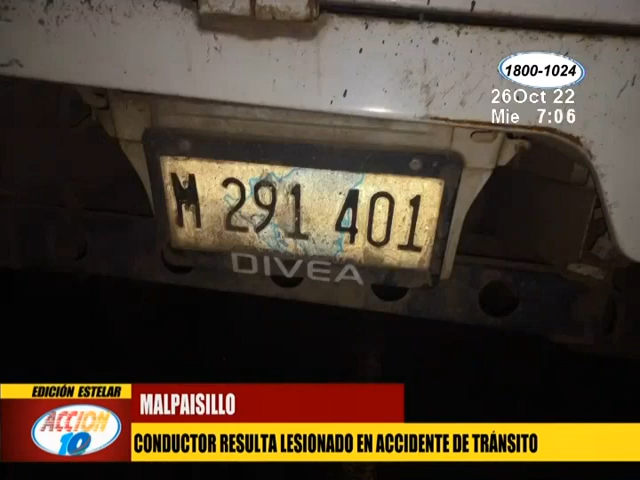 1800-1024
26Oct 22
Mie 7:06
M 291 401
DIVEA
EDICIÓN ESTELAR
MALPAISILLO
ACCION
10
CONDUCTOR RESULTA LESIONADO EN ACCIDENTE DE TRÁNSITO